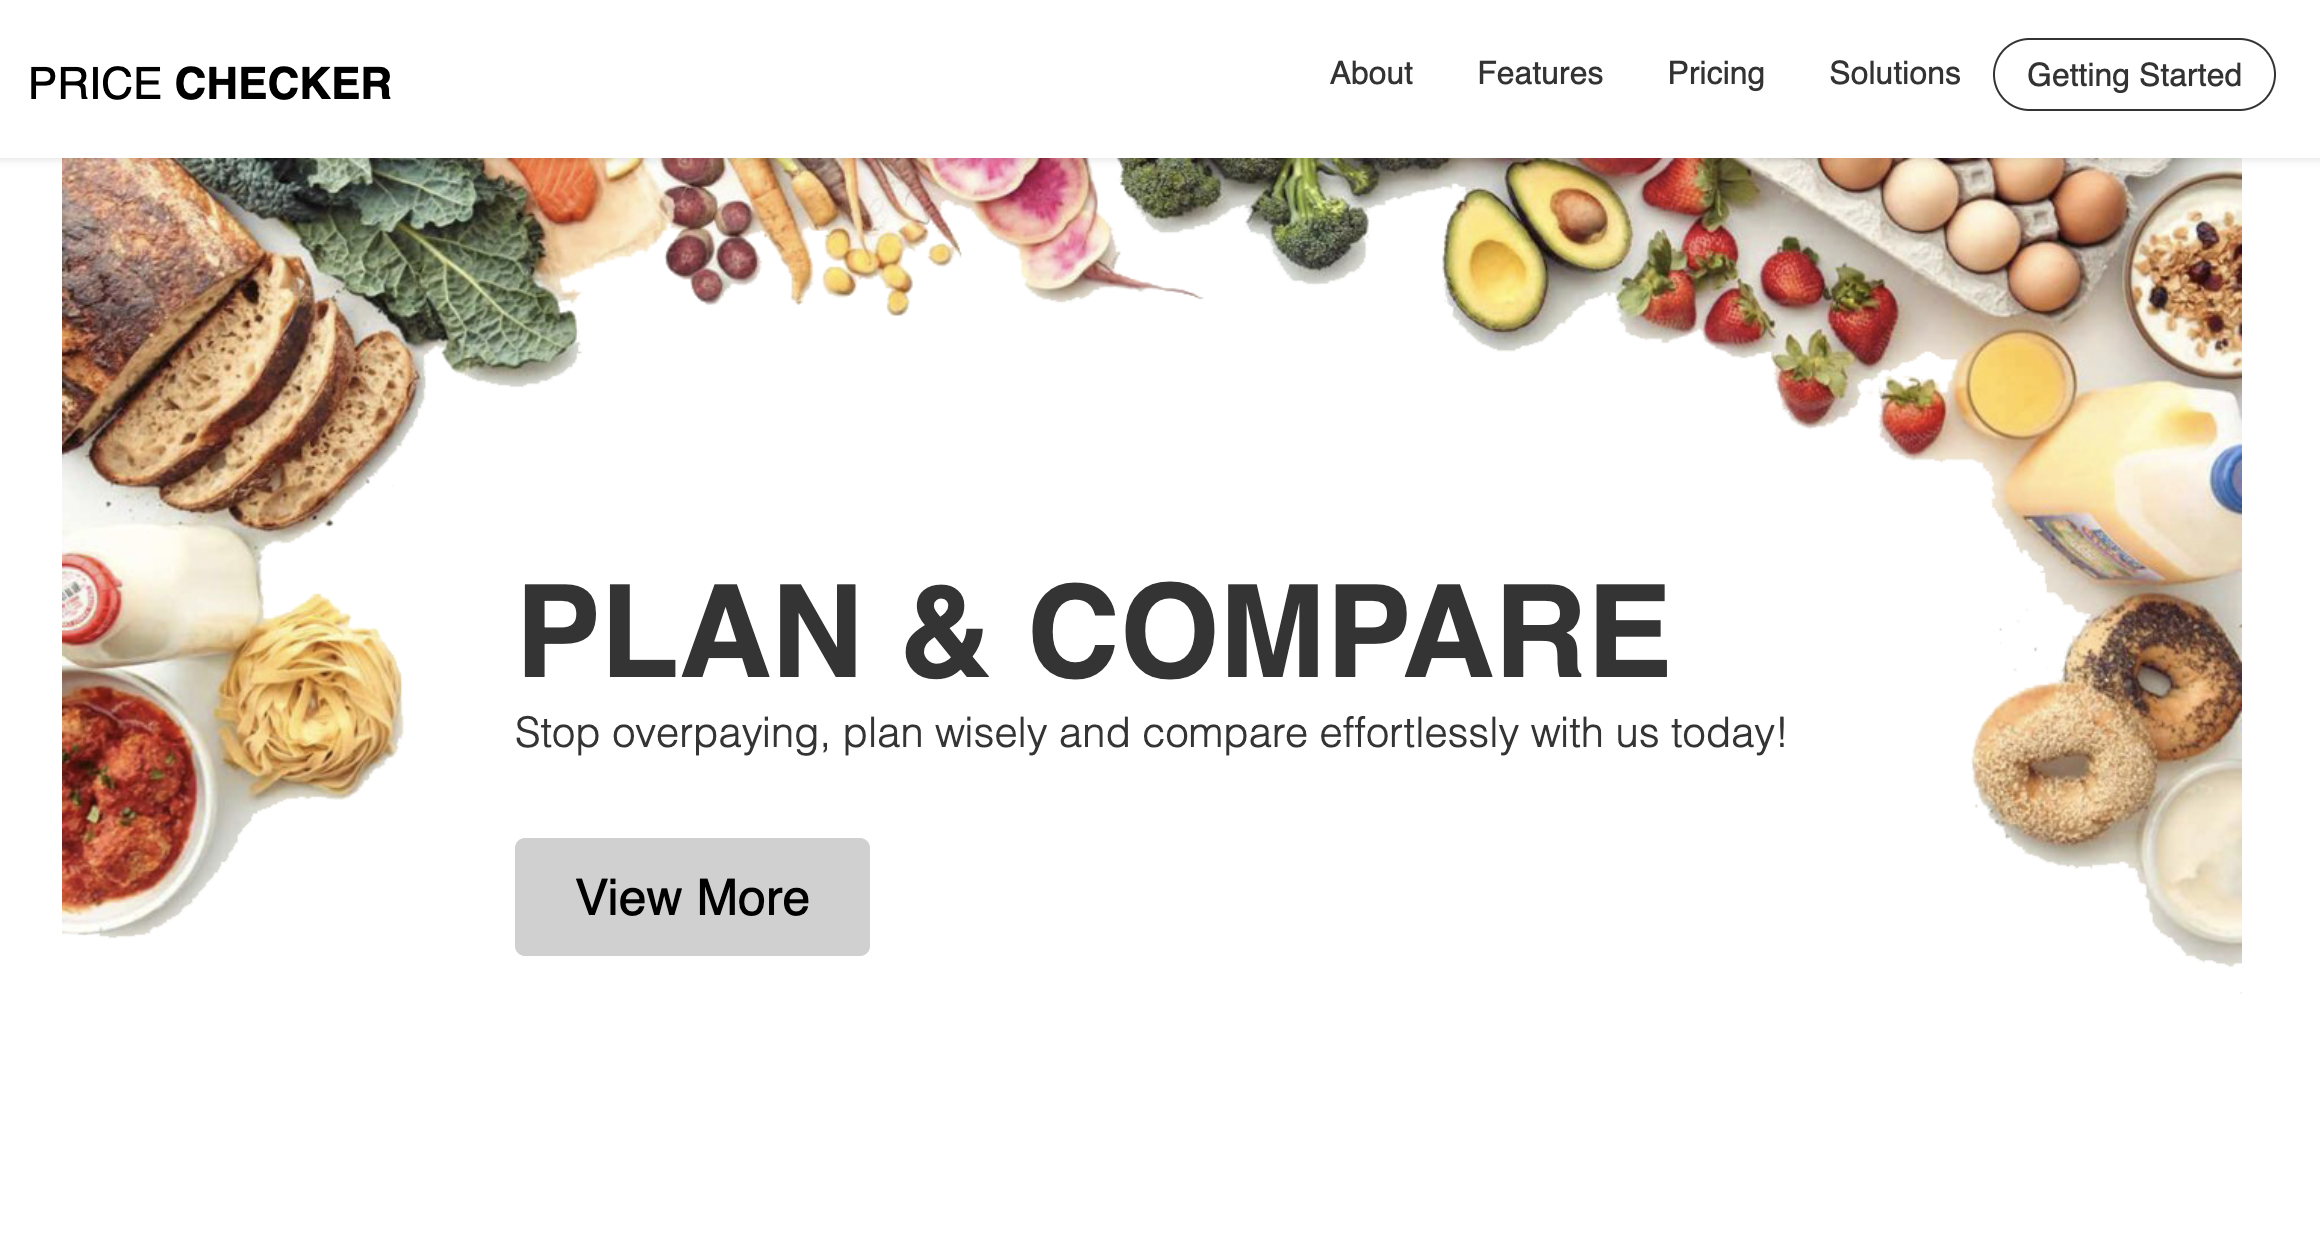 PRICE CHECKER
About Features Pricing Solutions Getting Started
PLAN & COMPARE
Stop overpaying, plan wisely and compare effortlessly with us today!
View More